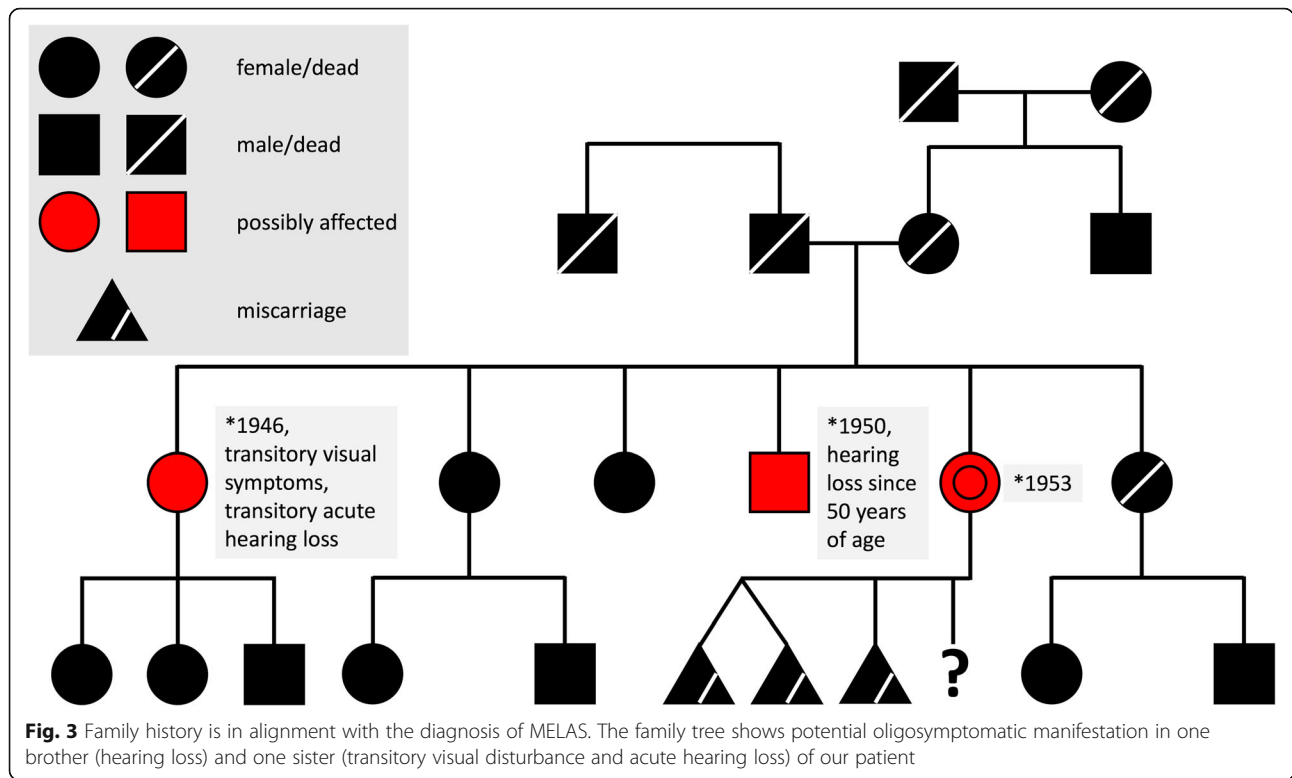 female/dead
male/dead
possibly affected
miscarriage
*1946,
transitory visual
symptoms,
transitory acute
hearing loss
*1950,
hearing
loss since
50 years
of age
*1953
?
Fig. 3 Family history is in alignment with the diagnosis of MELAS. The family tree shows potential oligosymptomatic manifestation in one
brother (hearing loss) and one sister (transitory visual disturbance and acute hearing loss) of our patient